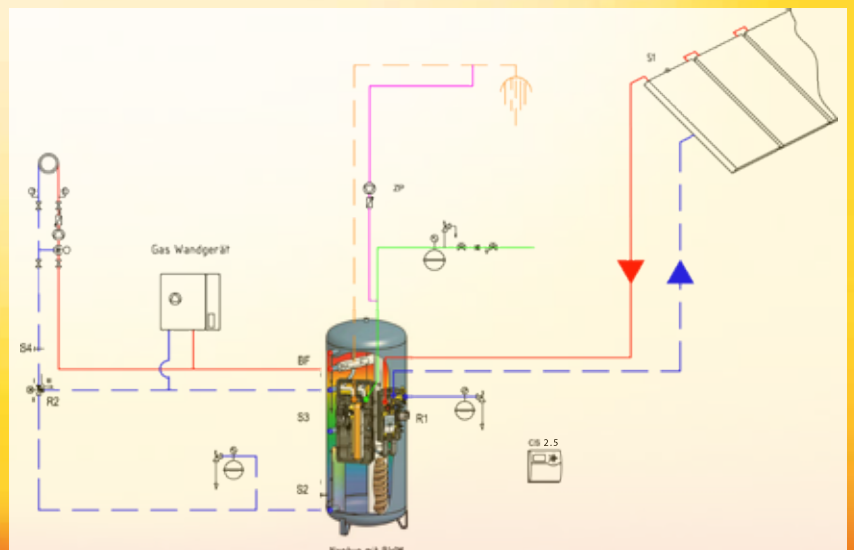 S1
ZP
Gas Wandgerät
S4
BF
R2
S3
R1
CS 2.5
S2